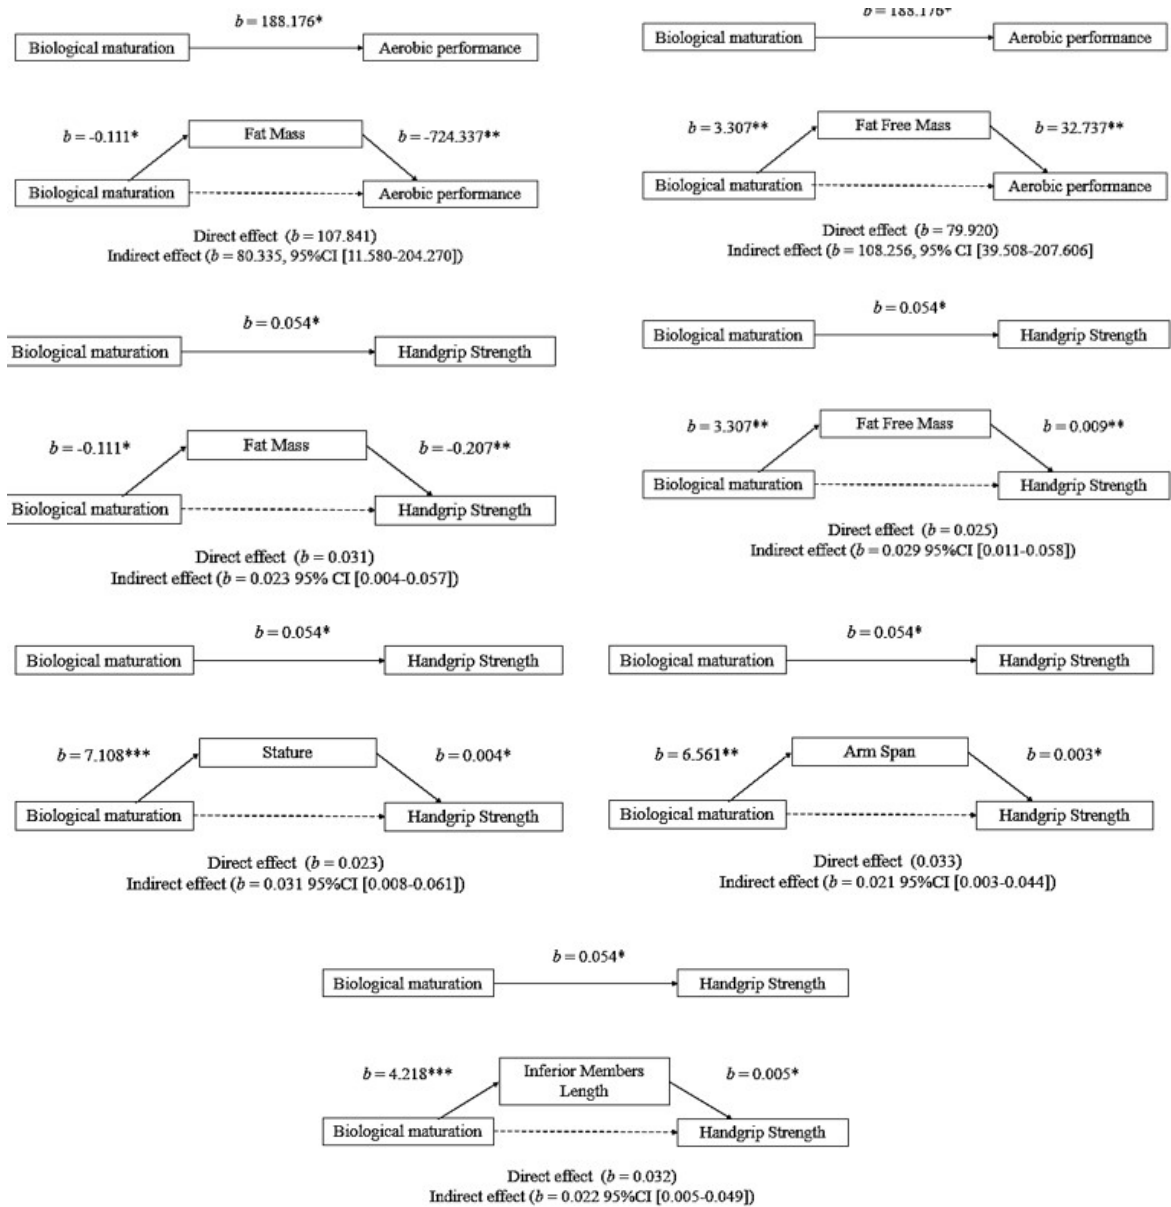 b = 188.176*
Biological maturation
Aerobic performance
b = -0.111*
Fat Mass
b = -724.337**
Biological maturation
Aerobic performance
Direct effect (b = 107.841)
Indirect effect (b = 80.335, 95%CI [11.580-204.270])
b = 188.176*
Biological maturation
Aerobic performance
b = 3.307**
Fat Free Mass
b = 32.737**
Biological maturation
Aerobic performance
Direct effect (b = 79.920)
Indirect effect (b = 108.256, 95% CI [39.508-207.606]
b = 0.054*
Biological maturation
Handgrip Strength
b = -0.111*
Fat Mass
b = -0.207**
Biological maturation
Handgrip Strength
Direct effect (b = 0.031)
Indirect effect (b = 0.023 95% CI [0.004-0.057])
b = 0.054*
Biological maturation
Handgrip Strength
b = 3.307**
Fat Free Mass
b = 0.009**
Biological maturation
Handgrip Strength
Direct effect (b = 0.025)
Indirect effect (b = 0.029 95%CI [0.011-0.058])
b = 0.054*
Biological maturation
Handgrip Strength
b = 7.108***
Stature
b = 0.004*
Biological maturation
Handgrip Strength
Direct effect (b = 0.023)
Indirect effect (b = 0.031 95%CI [0.008-0.061])
b = 0.054*
Biological maturation
Handgrip Strength
b = 6.561**
Arm Span
b = 0.003*
Biological maturation
Handgrip Strength
Direct effect (0.033)
Indirect effect (b = 0.021 95%CI [0.003-0.044])
b = 0.054*
Biological maturation
Handgrip Strength
b = 4.218***
Inferior Members
Length
b = 0.005*
Biological maturation
Handgrip Strength
Direct effect (b = 0.032)
Indirect effect (b = 0.022 95%CI [0.005-0.049])